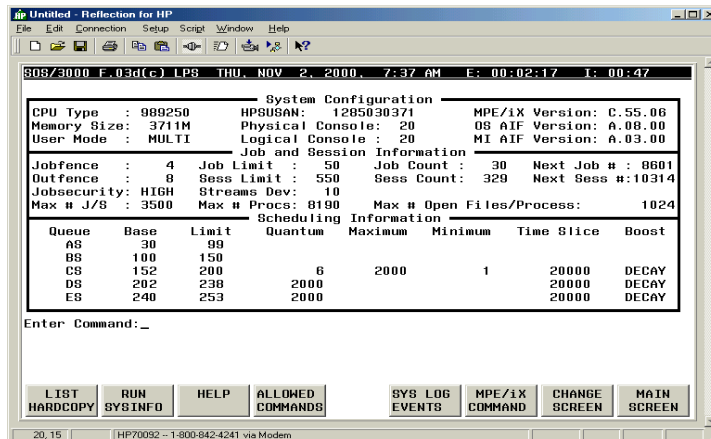 Untitled - Reflection for HP
File Edit Connection Setup Script Window Help
SOS/3000 F.03d(c) LPS THU, NOV 2, 2000, 7:37 AM E: 00:02:17 I: 00:47
System Configuration
CPU Type : 989250 HPSUSAN: 1285030371 MPE/iX Version: C.55.06
Memory Size: 3711M Physical Console: 20 OS AIF Version: A.08.00
User Mode : MULTI Logical Console : 20 MI AIF Version: A.03.00
Job and Session Information
Jobfence : 4 Job Limit : 50 Job Count : 30 Next Job # : 8601
Outfence : 8 Sess Limit : 550 Sess Count: 329 Next Sess #:10314
Jobsecurity: HIGH Streams Dev: 10
Max # J/S : 3500 Max # Procs: 8190 Max # Open Files/Process: 1024
Scheduling Information
Queue Base Limit Quantum Maximum Minimum Time Slice Boost
AS 30 99
BS 100 150
CS 152 200 6 2000 1 20000 DECAY
DS 202 238 2000 20000 DECAY
ES 240 253 2000 20000 DECAY
Enter Command:_
LIST HARDCOPY RUN SYSINFO HELP ALLOWED COMMANDS SYS LOG EVENTS MPE/iX COMMAND CHANGE SCREEN MAIN SCREEN
20, 15 HP70092 -- 1-800-842-4241 via Modem